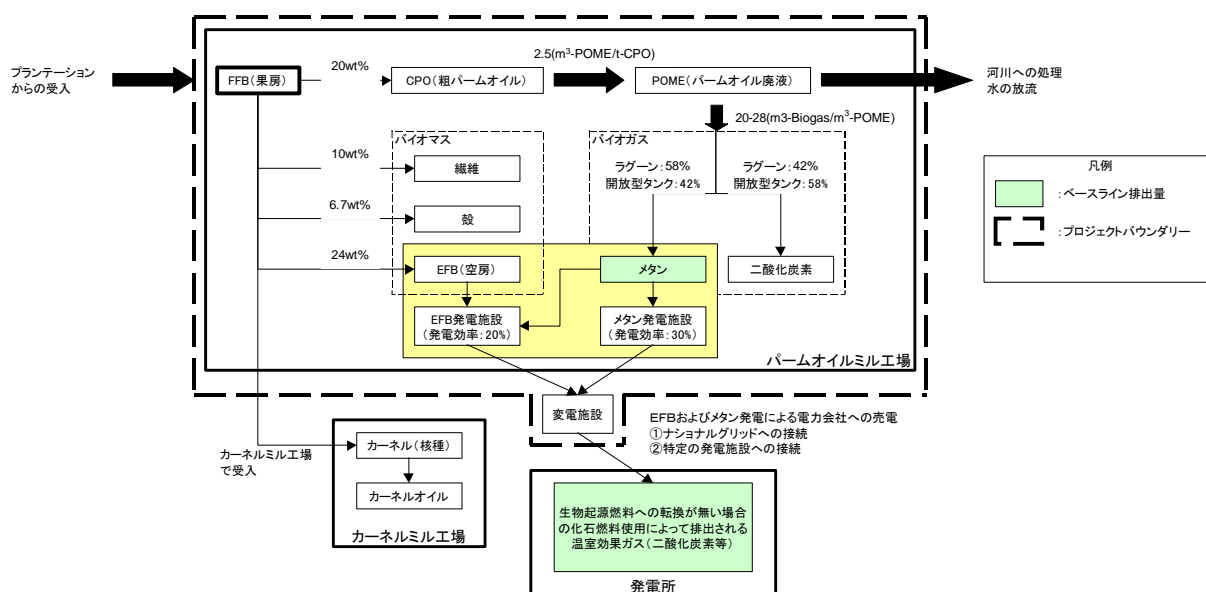 プランテーション
からの受入
FFB（果房）
20wt%
CPO（粗パームオイル）
2.5(m³-POME/t-CPO)
POME（パームオイル廃液）
河川への処理
水の放流
20-28(m3-Biogas/m³-POME)
バイオマス
バイオガス
10wt%
繊維
ラグーン：58%
開放型タンク：42%
ラグーン：42%
開放型タンク：58%
6.7wt%
殻
24wt%
EFB（空房）
メタン
二酸化炭素
EFB発電施設
（発電効率：20%）
メタン発電施設
（発電効率：30%）
パームオイルミル工場
凡例
：ベースライン排出量
：プロジェクトバウンダリー
変電施設
EFBおよびメタン発電による電力会社への売電
①ナショナルグリッドへの接続
②特定の発電施設への接続
カーネルミル工場
で受入
カーネル（核種）
カーネルオイル
カーネルミル工場
生物起源燃料への転換が無い場合
の化石燃料使用によって排出される
温室効果ガス（二酸化炭素等）
発電所